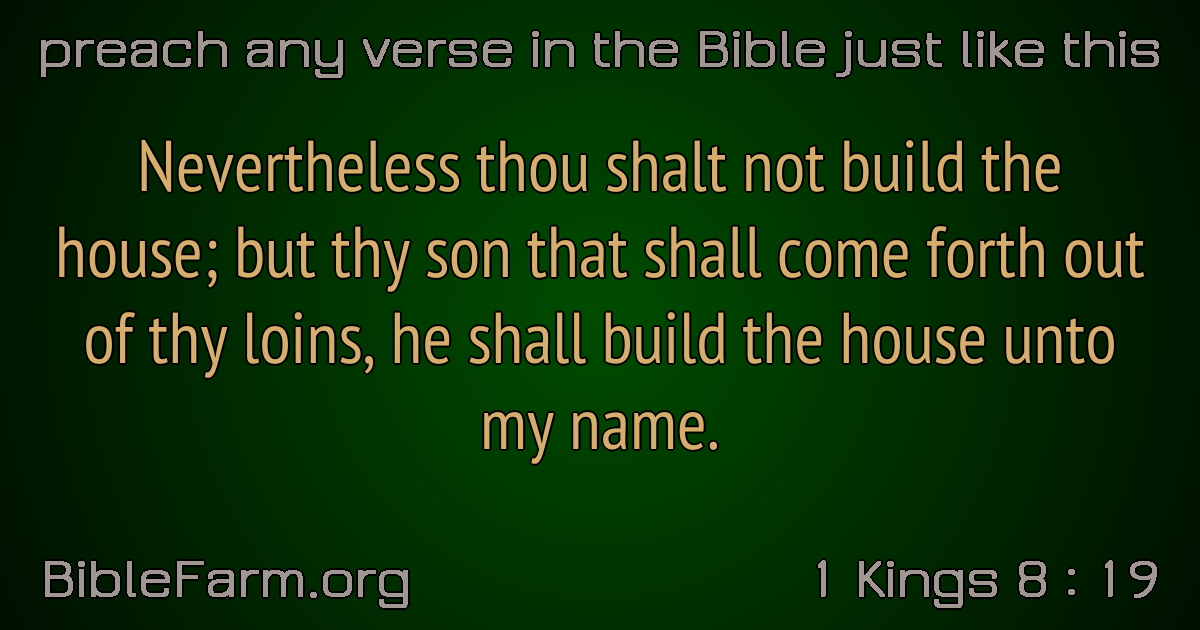 preach any verse in the Bible just like this
Nevertheless thou shalt not build the
house; but thy son that shall come forth out
of thy loins, he shall build the house unto
my name.
BibleFarm.org
1 Kings 8 : 19